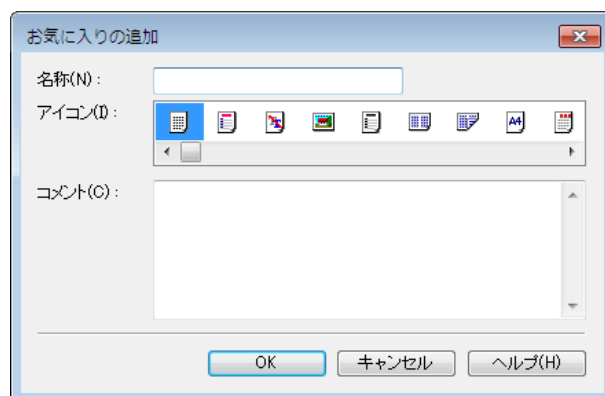 お気に入りの追加
名称(N)：
アイコン(I)：
A4
コメント(C)：
OK キャンセル ヘルプ(H)